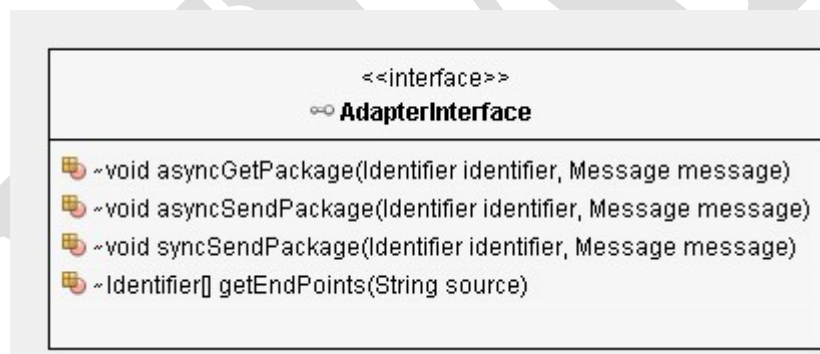 <<interface>>
AdapterInterface
~void asyncGetPackage(Identifier identifier, Message message)
~void asyncSendPackage(Identifier identifier, Message message)
~void syncSendPackage(Identifier identifier, Message message)
~Identifier[] getEndPoints(String source)